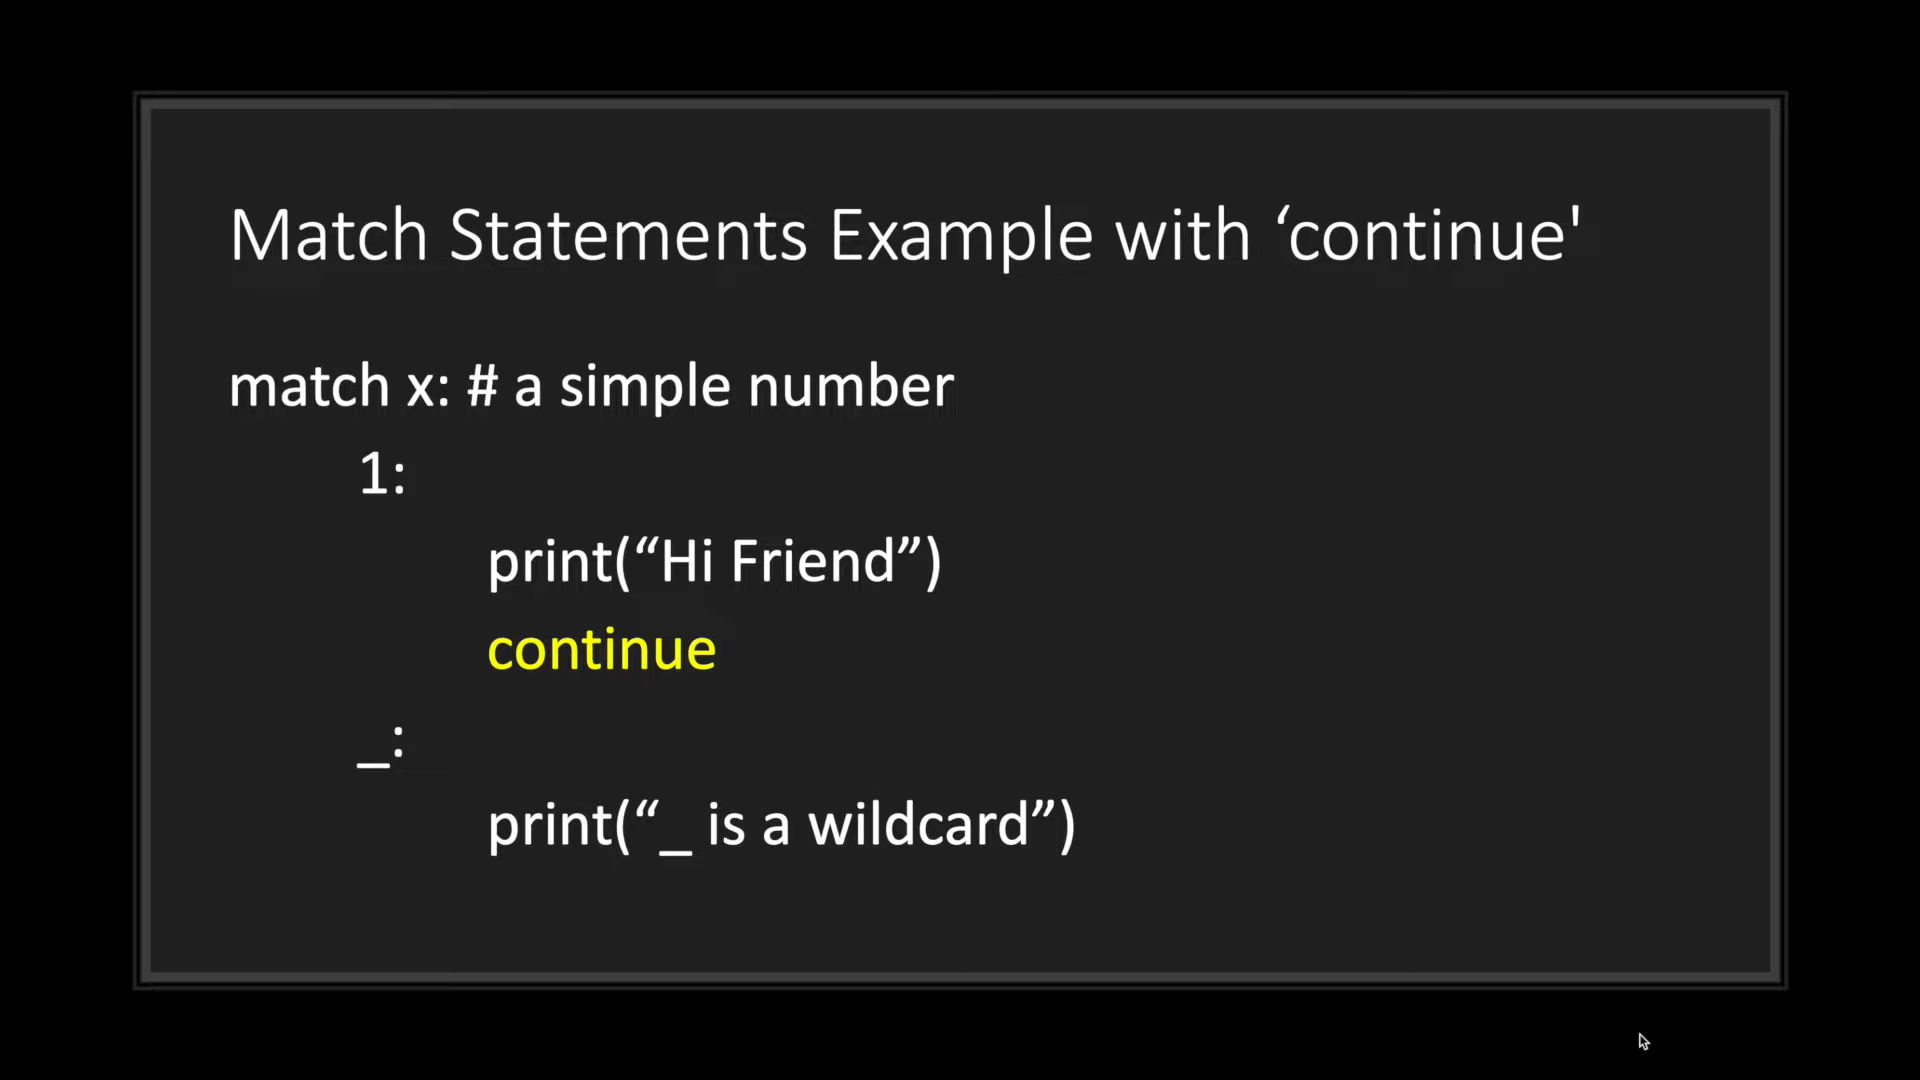 Match Statements Example with ‘continue'
match x: # a simple number
1:
print(“Hi Friend”)
continue
_:
print(“_ is a wildcard”)